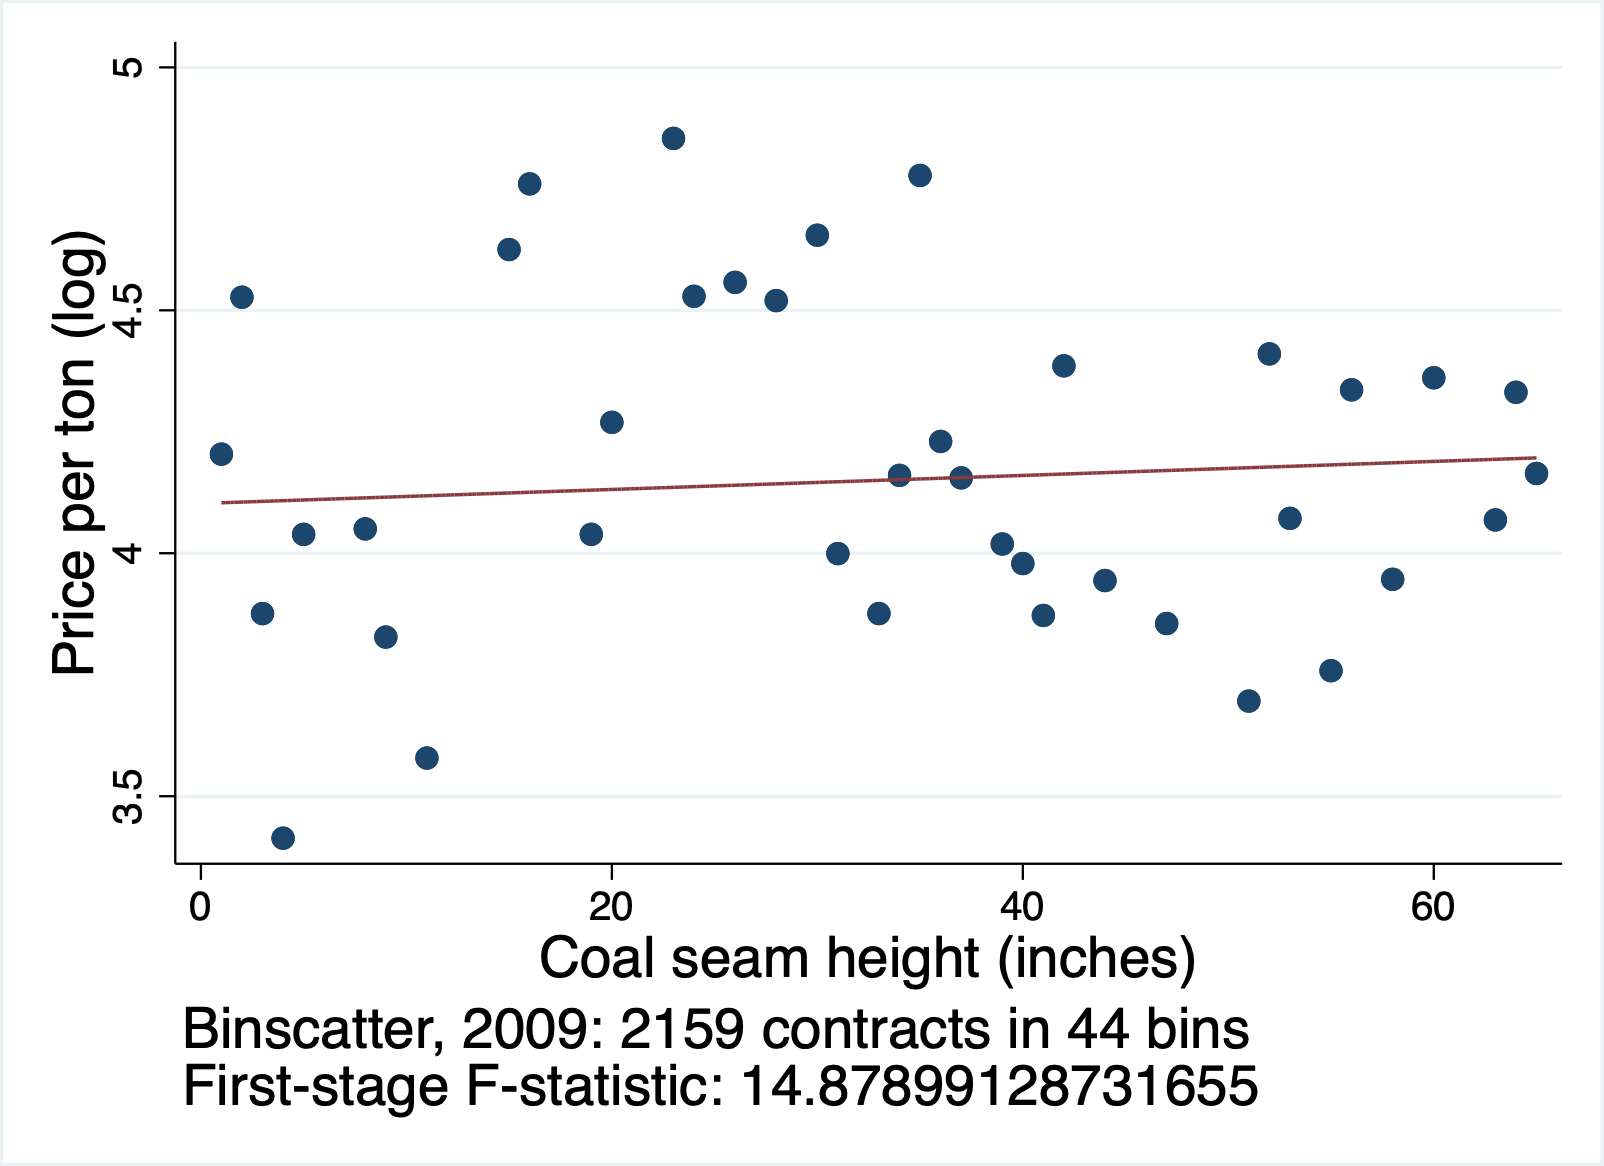 5
4.5
4
3.5
Price per ton (log)
0 20 40 60
Coal seam height (inches)
Binscatter, 2009: 2159 contracts in 44 bins
First-stage F-statistic: 14.87899128731655